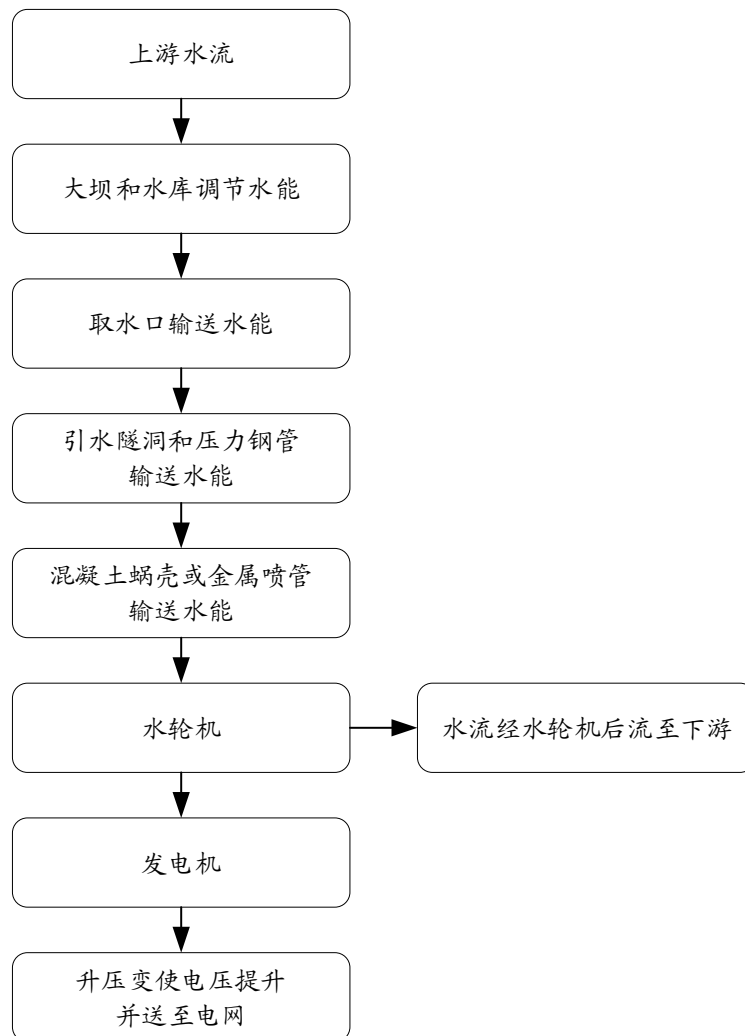 上游水流
大坝和水库调节水能
取水口输送水能
引水隧洞和压力钢管
输送水能
混凝土蜗壳或金属喷管
输送水能
水轮机
水流经水轮机后流至下游
发电机
升压变使电压提升
并送至电网